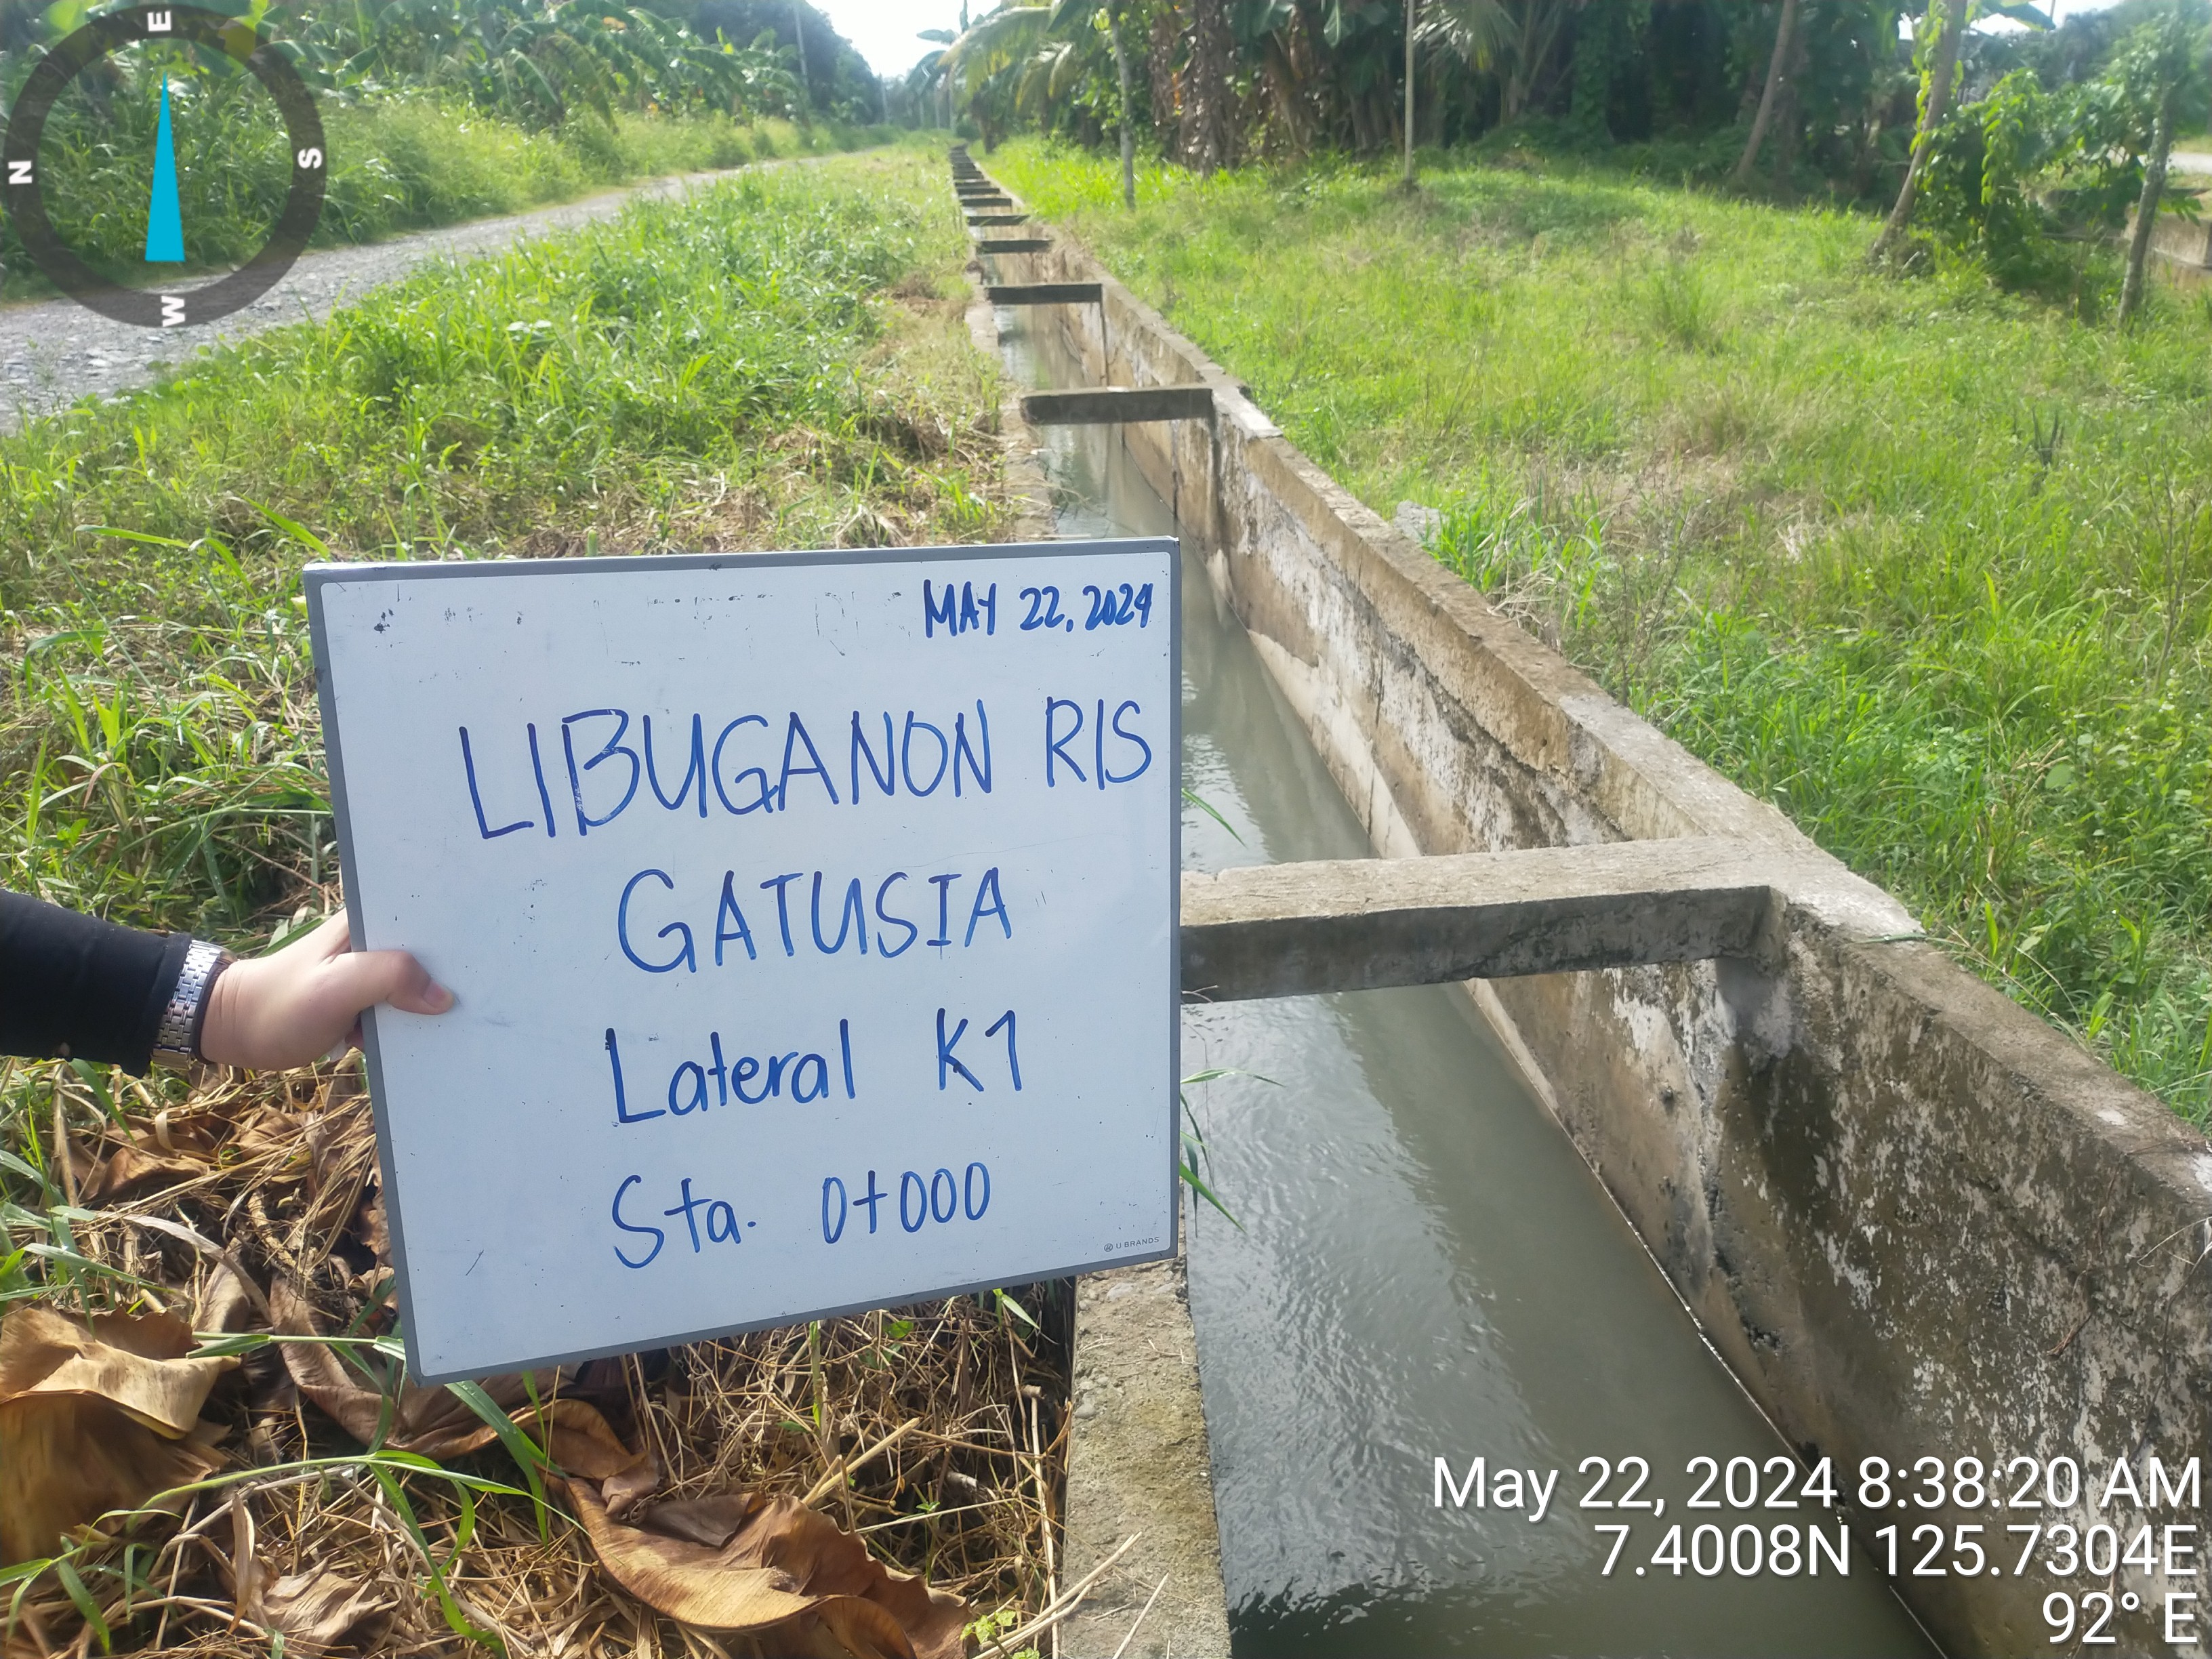 E
N
S
W
MAY 22, 2024
LIBUGANON RIS
GATUSIA
Lateral K1
Sta. 0+000
U BRANDS
May 22, 2024 8:38:20 AM
7.4008N 125.7304E
92° E